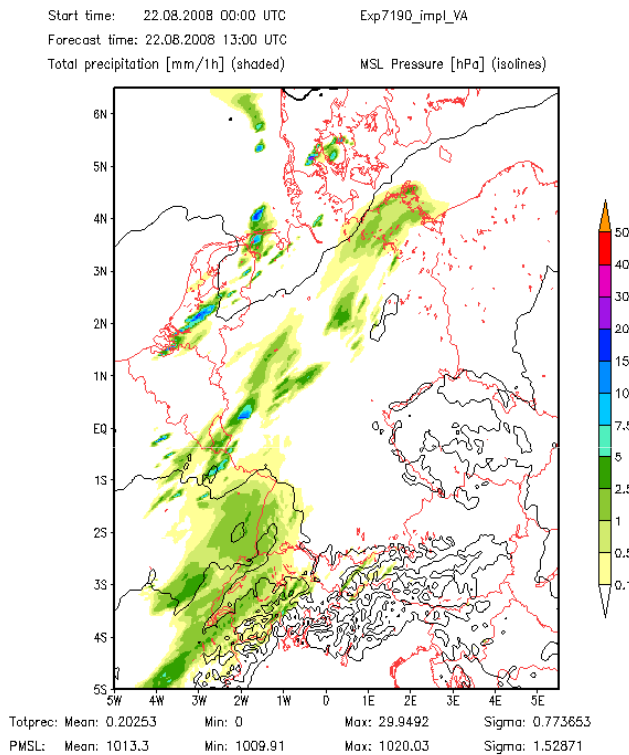 Start time: 22.08.2008 00:00 UTC Exp7190_impl_VA
Forecast time: 22.08.2008 13:00 UTC
Total precipitation [mm/1h] (shaded) MSL Pressure [hPa] (isolines)
6N
5N
4N
3N
2N
1N
EQ
1S
2S
3S
4S
5S
5W 4W 3W 2W 1W 0 1E 2E 3E 4E 5E
50
40
30
20
15
10
7.5
5
2.5
1
0.5
0.1
Totprec: Mean: 0.20253 Min: 0 Max: 29.9492 Sigma: 0.773653
PMSL: Mean: 1013.3 Min: 1009.91 Max: 1020.03 Sigma: 1.52871